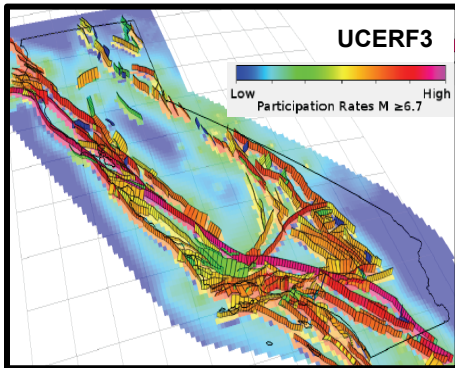 UCERF3
Low High
Participation Rates M ≥6.7